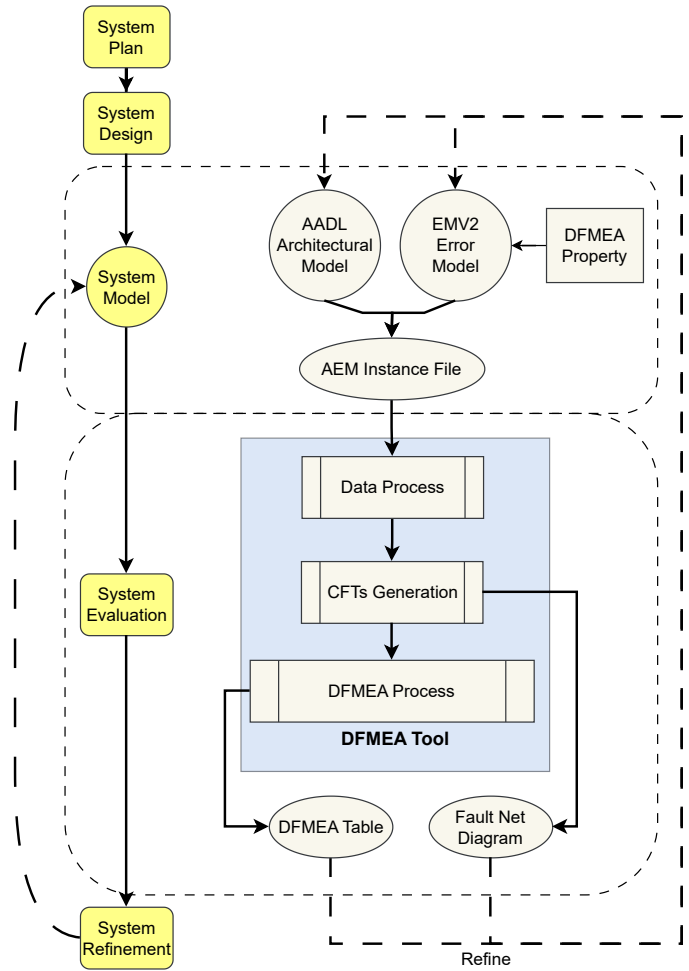 System
Plan
System
Design
AADL
Architectural
Model
EMV2
Error
Model
DFMEA
Property
System
Model
AEM Instance File
Data Process
CFTs Generation
System
Evaluation
DFMEA Process
DFMEA Tool
DFMEA Table
Fault Net
Diagram
System
Refinement
Refine